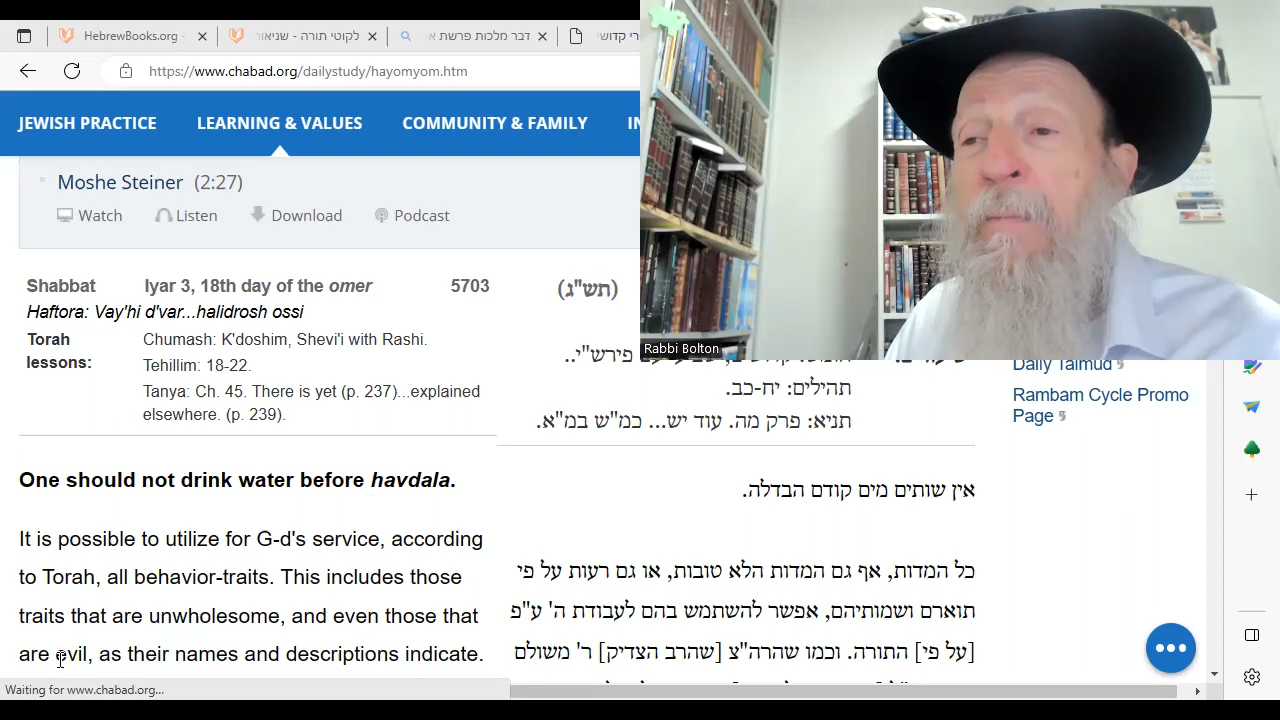 HebrewBooks.org -
לקוטי תורה - שניאור
דבר מלכות פרשת א
רי קדושי
https://www.chabad.org/dailystudy/hayomyom.htm
JEWISH PRACTICE LEARNING & VALUES COMMUNITY & FAMILY
Moshe Steiner (2:27)
Watch Listen Download Podcast
Shabbat Iyar 3, 18th day of the omer 5703
Haftora: Vay'hi d'var...halidrosh ossi
Torah lessons:
Chumash: K'doshim, Shevi'i with Rashi.
Tehillim: 18-22.
Tanya: Ch. 45. There is yet (p. 237)...explained
elsewhere. (p. 239).
One should not drink water before havdala.
It is possible to utilize for G-d's service, according
to Torah, all behavior-traits. This includes those
traits that are unwholesome, and even those that
are evil, as their names and descriptions indicate.
(תש"ג)
תהילים: יח-כב.
תניא: פרק מה. עוד יש... כמ"ש במ"א.
אין שותים מים קודם הבדלה.
כל המדות, אף גם המדות הלא טובות, או גם רעות על פי
תוארם ושמותיהם, אפשר להשתמש בהם לעבודת ה' ע"פ
[על פי] התורה. וכמו שהרה"צ [שהרב הצדיק] ר' משולם
Rabbi Bolton
Daily Talmud
Rambam Cycle Promo
Page
Waiting for www.chabad.org...